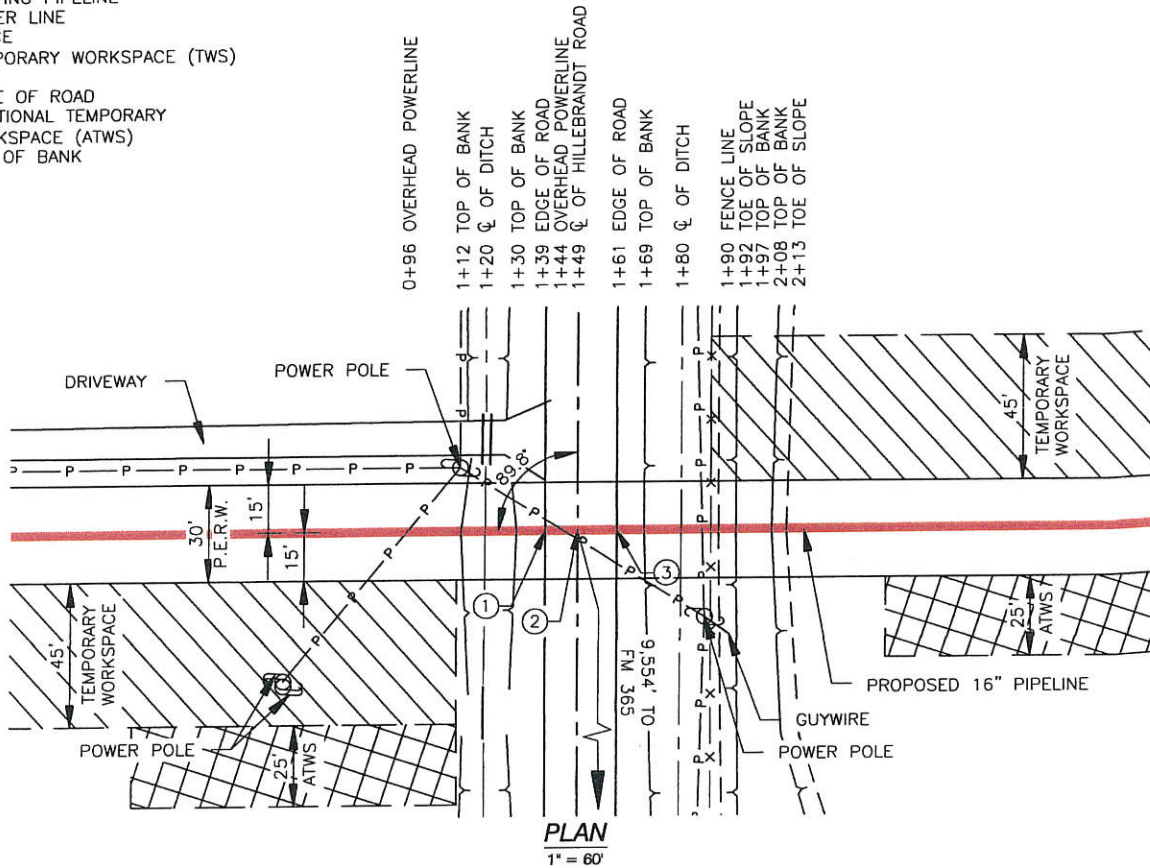 PIPELINE
ER LINE
PORARY WORKSPACE (TWS)
E OF ROAD
TIONAL TEMPORARY
KSPACE (ATWS)
OF BANK
0+96 OVERHEAD POWERLINE
1+12 TOP OF BANK
1+20 ℄ OF DITCH
1+30 TOP OF BANK
1+39 EDGE OF ROAD
1+44 OVERHEAD POWERLINE
1+49 ℄ OF HILLEBRANDT ROAD
1+61 EDGE OF ROAD
1+69 TOP OF BANK
1+80 ℄ OF DITCH
1+90 FENCE LINE
1+92 TOE OF SLOPE
1+97 TOP OF BANK
2+08 TOP OF BANK
2+13 TOE OF SLOPE
DRIVEWAY
POWER POLE
89.8°
45'
TEMPORARY
WORKSPACE
30'
P.E.R.W.
15'
15'
1
2
3
45'
TEMPORARY
WORKSPACE
25'
ATWS
9,554' TO
FM 365
25'
ATWS
PROPOSED 16" PIPELINE
GUYWIRE
POWER POLE
POWER POLE
PLAN
1" = 60'